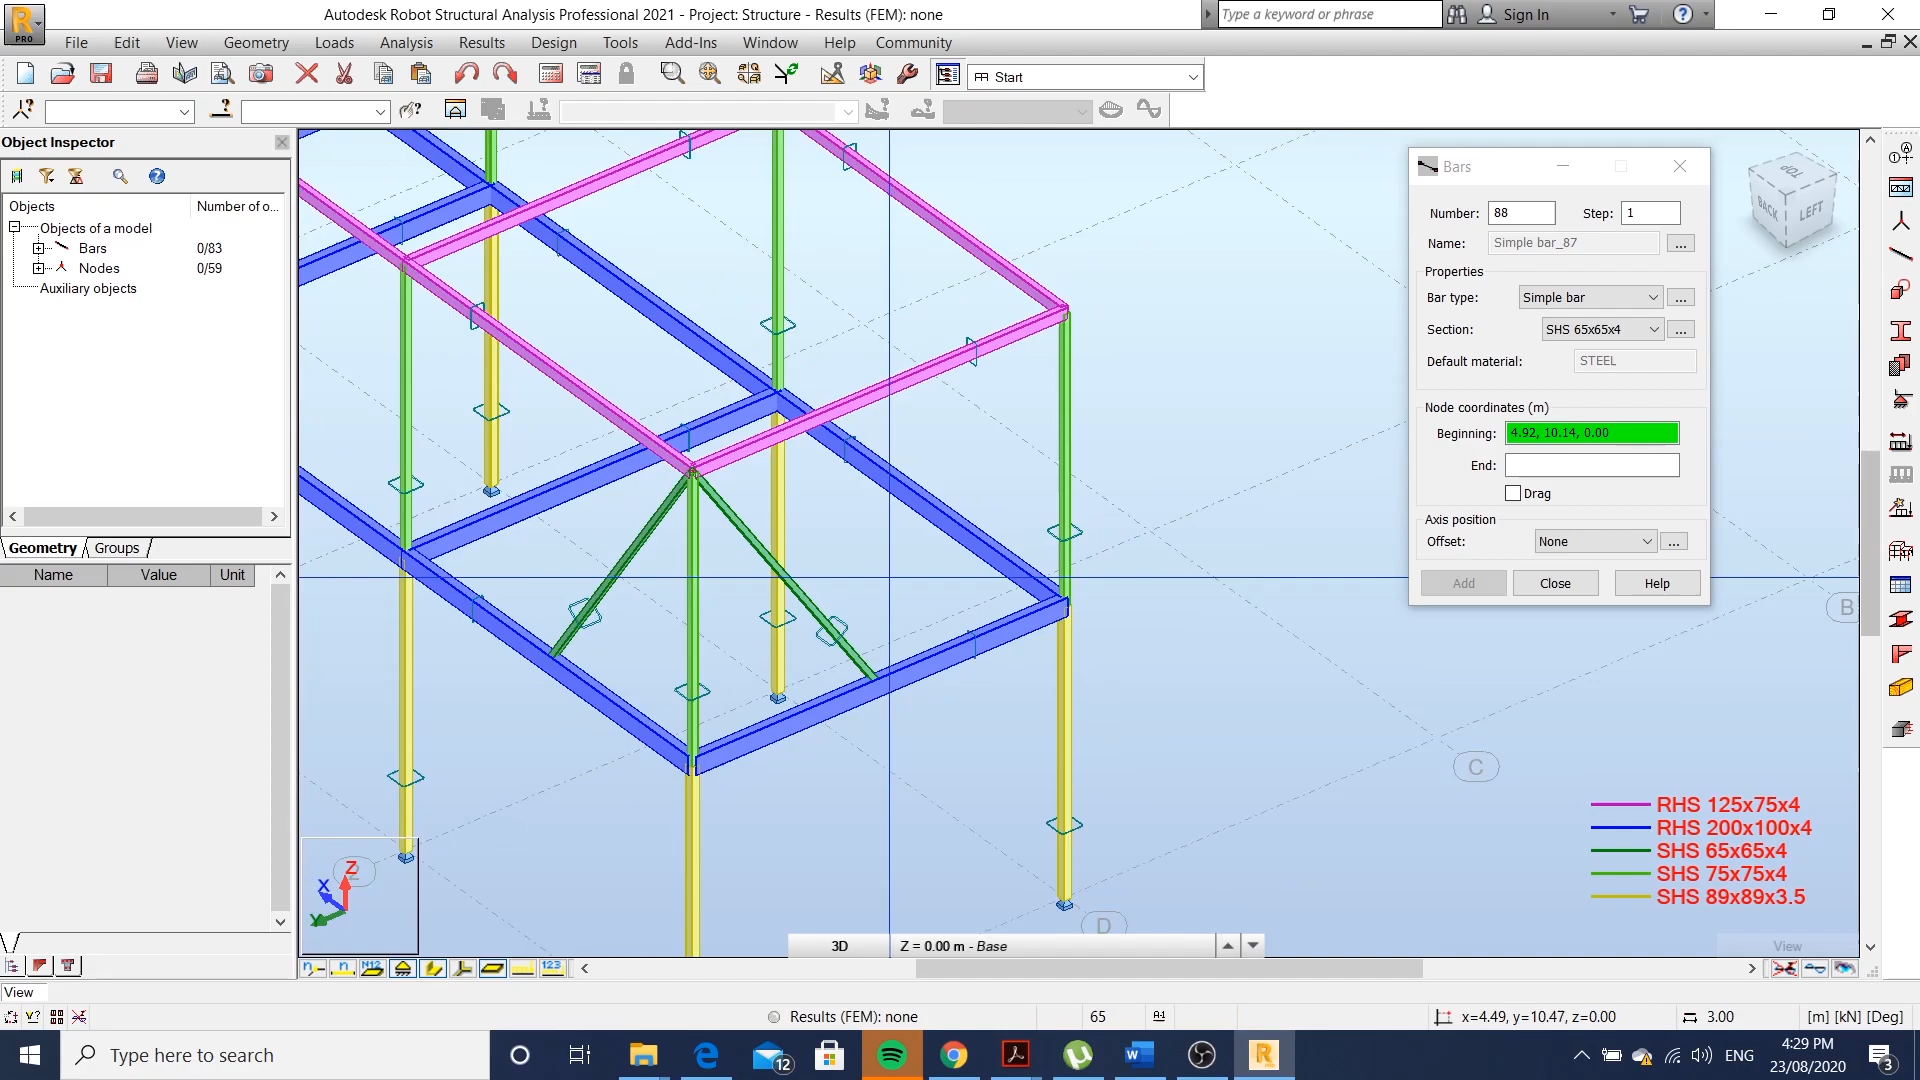 Autodesk Robot Structural Analysis Professional 2021 - Project: Structure - Results (FEM): none
Type a keyword or phrase
Sign In
PRO
File Edit View Geometry Loads Analysis Results Design Tools Add-Ins Window Help Community
Start
Object Inspector
Objects Number of o...
Objects of a model
Bars 0/83
Nodes 0/59
Auxiliary objects
Geometry Groups
Name Value Unit
Bars
Number: 88 Step: 1
Name: Simple bar_87 ...
Properties
Bar type: Simple bar ...
Section: SHS 65x65x4 ...
Default material: STEEL
Node coordinates (m)
Beginning: 4.92, 10.14, 0.00
End:
Drag
Axis position
Offset: None ...
Add Close Help
TOP
BACK LEFT
B
C
D
2
Z
X
Y
RHS 125x75x4
RHS 200x100x4
SHS 65x65x4
SHS 75x75x4
SHS 89x89x3.5
3D Z = 0.00 m - Base
View
View
Results (FEM): none 65 x=4.49, y=10.47, z=0.00 3.00 [m] [kN] [Deg]
Type here to search
12
ENG
4:29 PM
23/08/2020
3